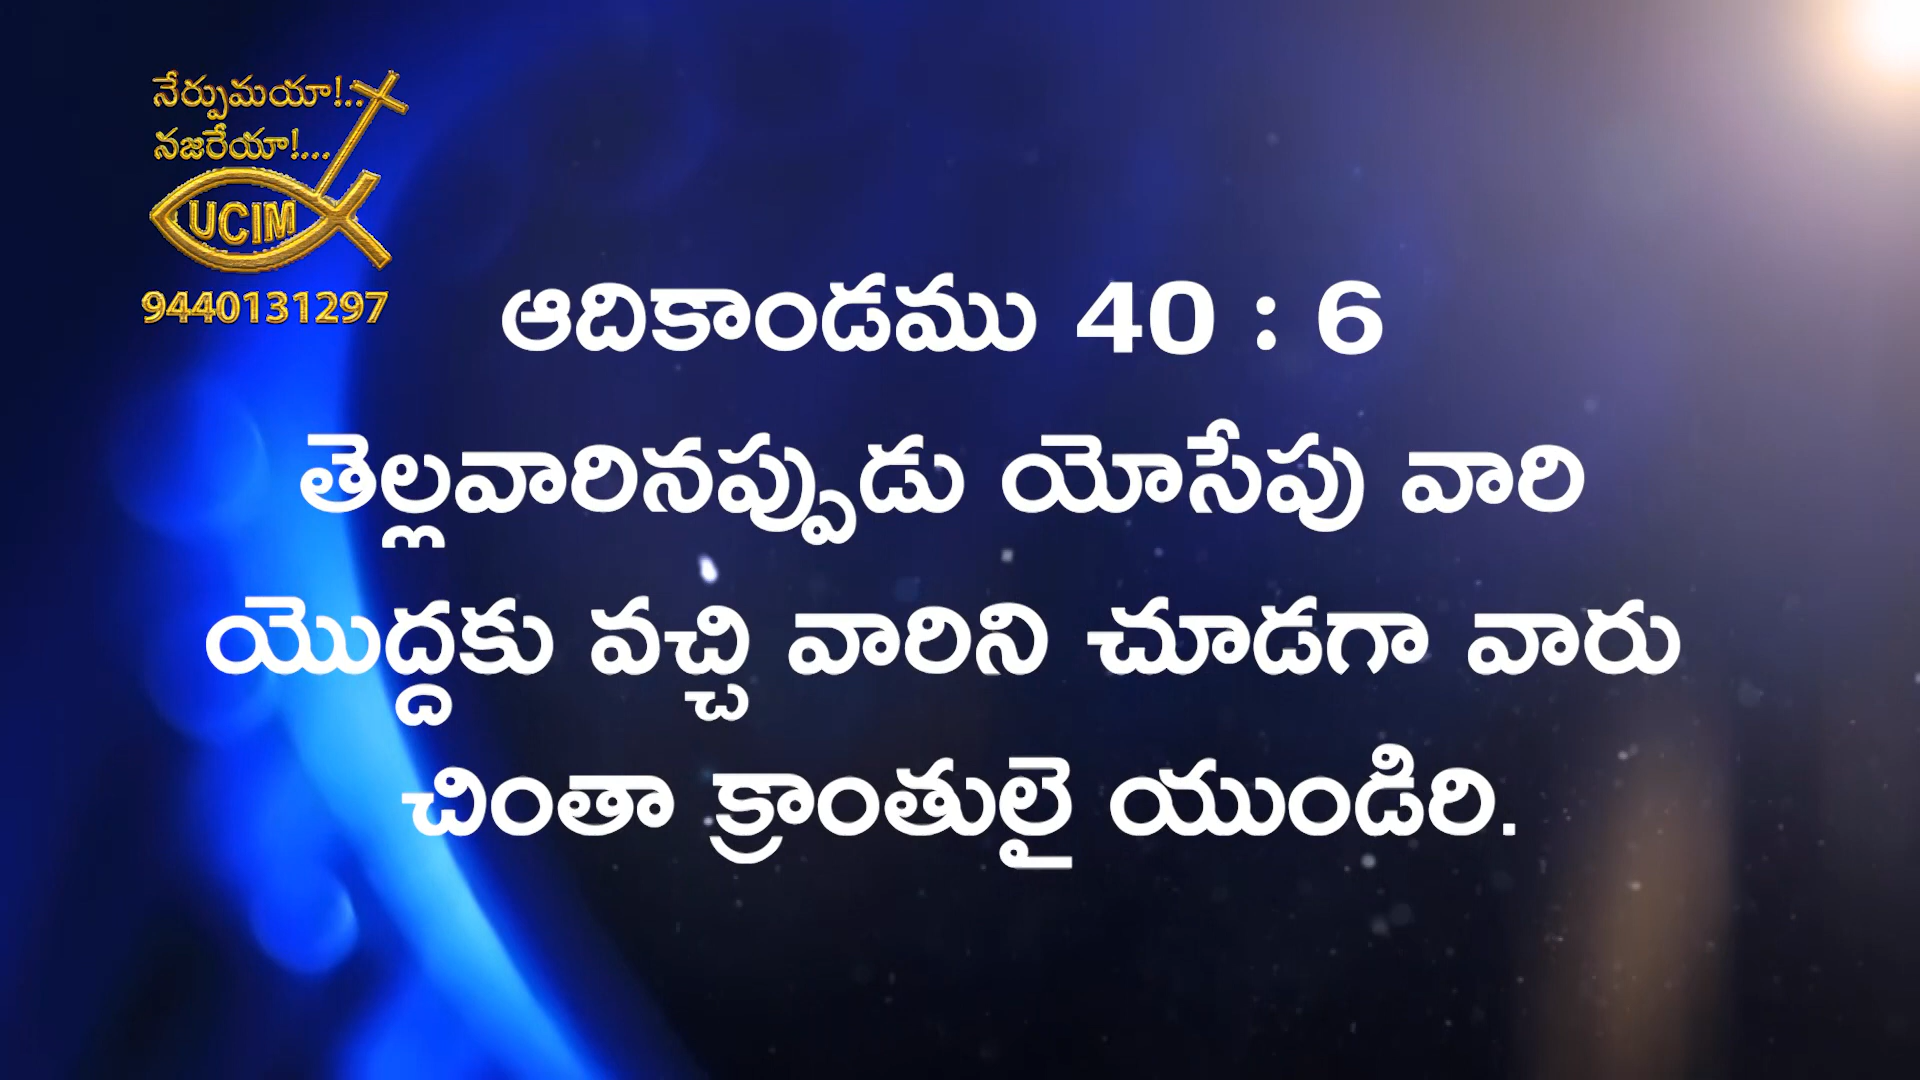 నేర్పుమయా!..
నజరేయా!...
UCIM
9440131297
ఆదికాండము 40 : 6
తెల్లవారినప్పుడు యోసేపు వారి
యొద్దకు వచ్చి వారిని చూడగా వారు
చింతా క్రాంతులై యుండిరి.